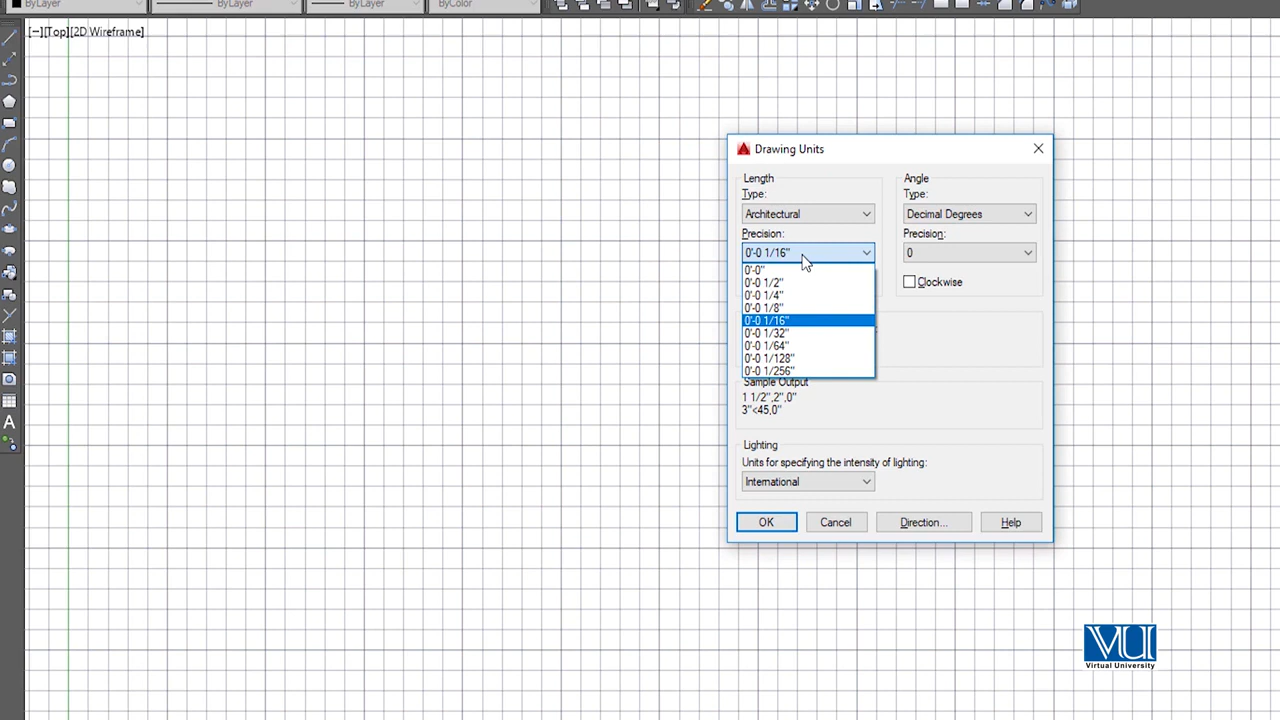 ByLayer ByLayer ByLayer ByColor
[–][Top][2D Wireframe]
Drawing Units
Length
Type:
Architectural
Precision:
0'-0 1/16"
0'-0"
0'-0 1/2"
0'-0 1/4"
0'-0 1/8"
0'-0 1/16"
0'-0 1/32"
0'-0 1/64"
0'-0 1/128"
0'-0 1/256"
Angle
Type:
Decimal Degrees
Precision:
0
Clockwise
Sample Output
1 1/2",2",0"
3"<45,0"
Lighting
Units for specifying the intensity of lighting:
International
OK Cancel Direction... Help
A
VU
Virtual University